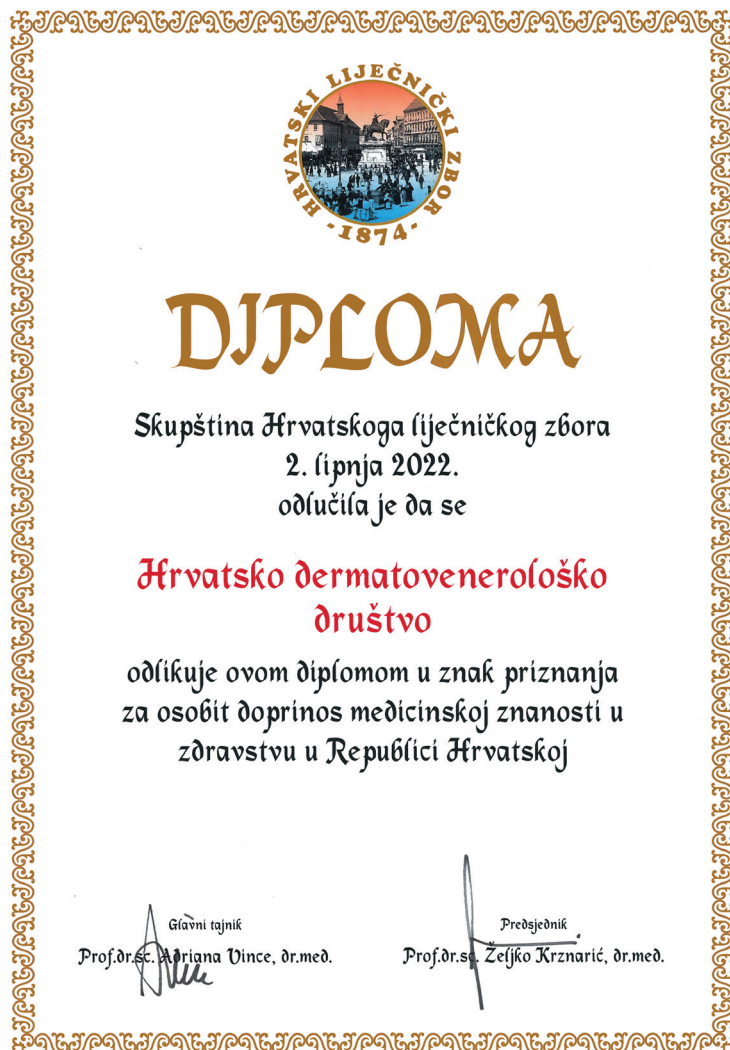 HRVATSKI LIJEČNIČKI ZBOR
- 1874 -
DIPLOMA
Skupština Hrvatskoga liječničkog zbora
2. lipnja 2022.
odlučila je da se
Hrvatsko dermatovenerološko
društvo
odlikuje ovom diplomom u znak priznanja
za osobit doprinos medicinskoj znanosti u
zdravstvu u Republici Hrvatskoj
Glavni tajnik
Prof.dr.sc. Adriana Vince, dr.med.
Predsjednik
Prof.dr.sc. Željko Krznarić, dr.med.